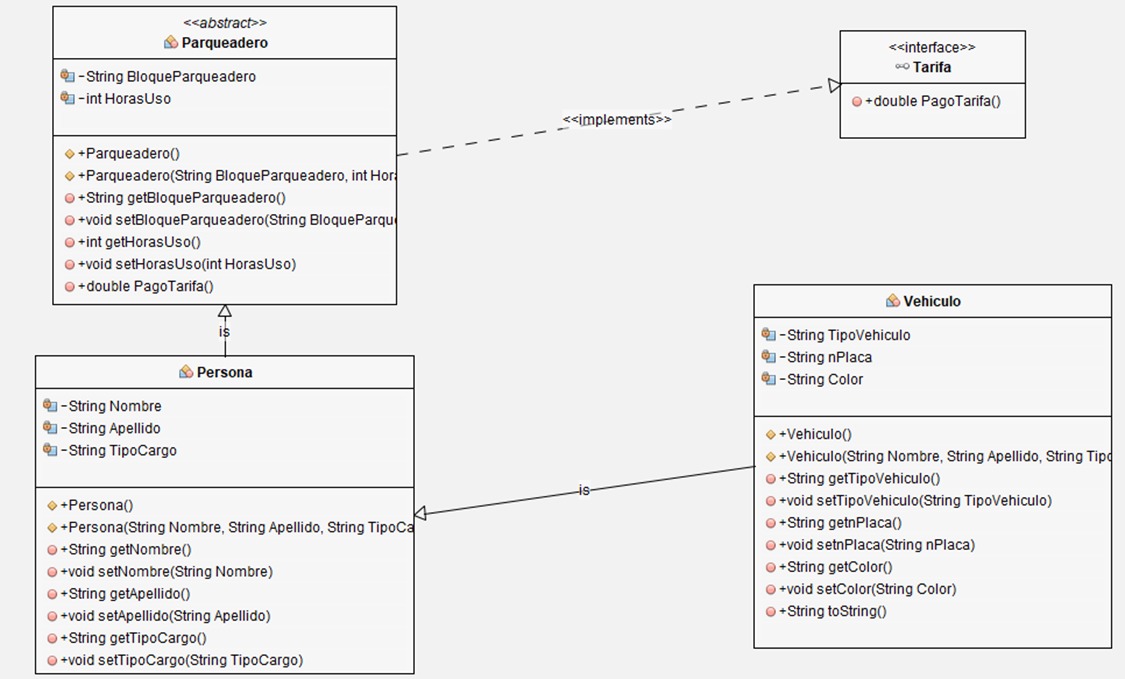 <<abstract>>
Parqueadero
-String BloqueParqueadero
-int HorasUso
+Parqueadero()
+Parqueadero(String BloqueParqueadero, int
+String getBloqueParqueadero()
+void setBloqueParqueadero(String
+int getHorasUso()
+void setHorasUso(int HorasUso)
+double PagoTarifa()
<<implements>>
<<interface>>
Tarifa
+double PagoTarifa()
is
Persona
-String Nombre
-String Apellido
-String TipoCargo
+Persona()
+Persona(String Nombre, String Apellido, String
+String getNombre()
+void setNombre(String Nombre)
+String getApellido()
+void setApellido(String Apellido)
+String getTipoCargo()
+void setTipoCargo(String TipoCargo)
is
Vehiculo
-String TipoVehiculo
-String nPlaca
-String Color
+Vehiculo()
+Vehiculo(String Nombre, String Apellido, String
+String getTipoVehiculo()
+void setTipoVehiculo(String TipoVehiculo)
+String getnPlaca()
+void setnPlaca(String nPlaca)
+String getColor()
+void setColor(String Color)
+String toString()